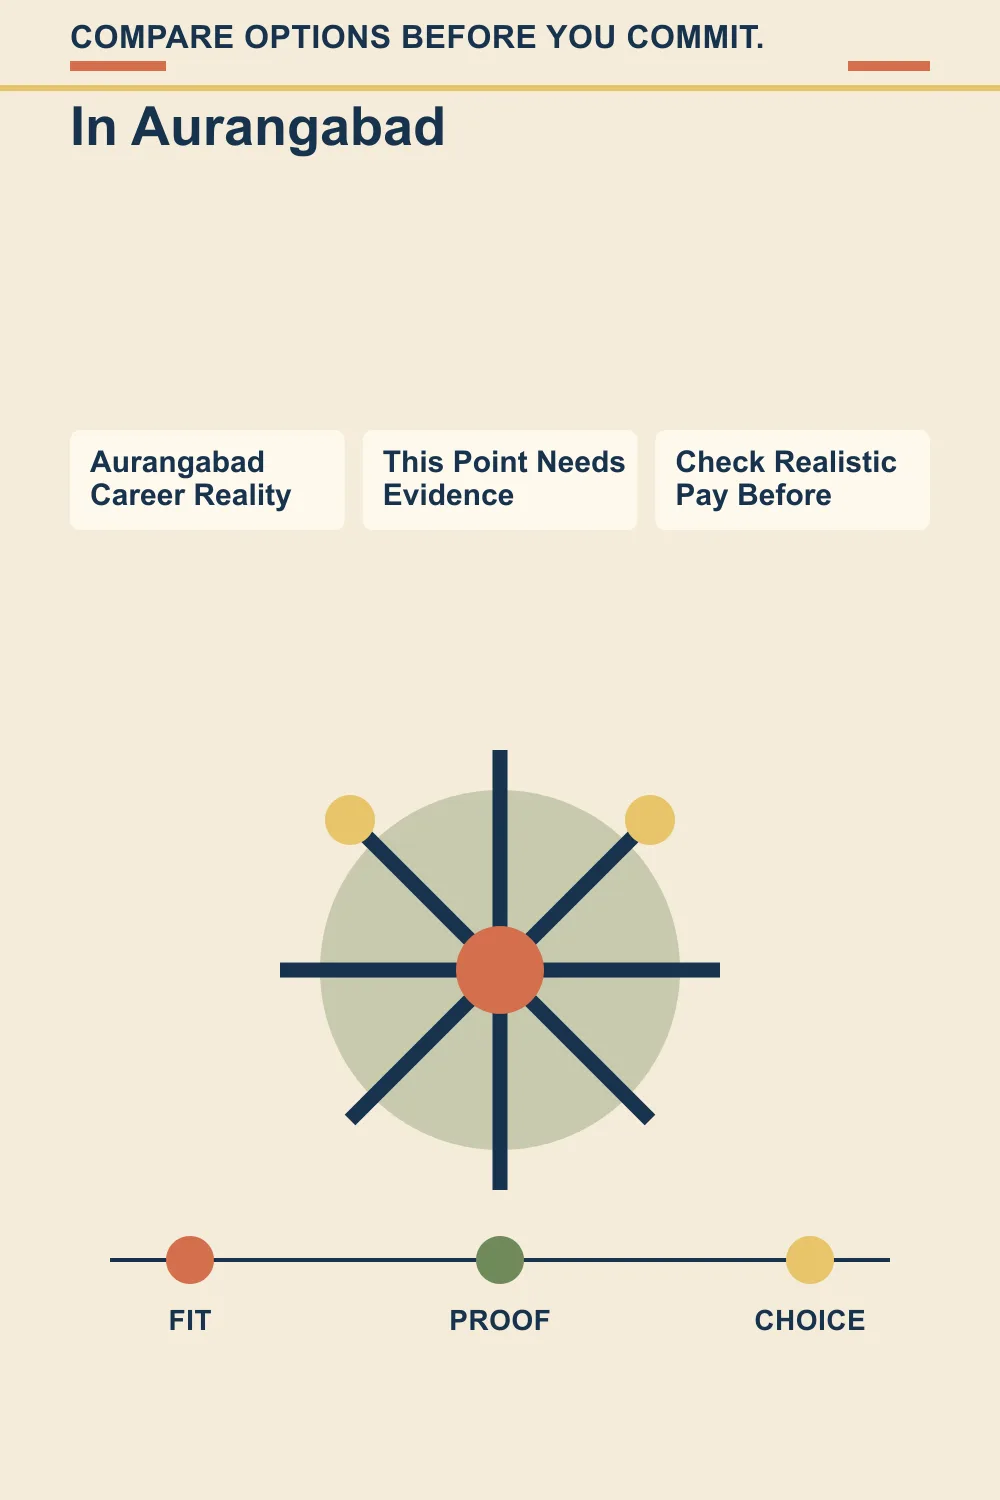 COMPARE OPTIONS BEFORE YOU COMMIT.
In Aurangabad
Aurangabad
Career Reality
This Point Needs
Evidence
Check Realistic
Pay Before
FIT
PROOF
CHOICE